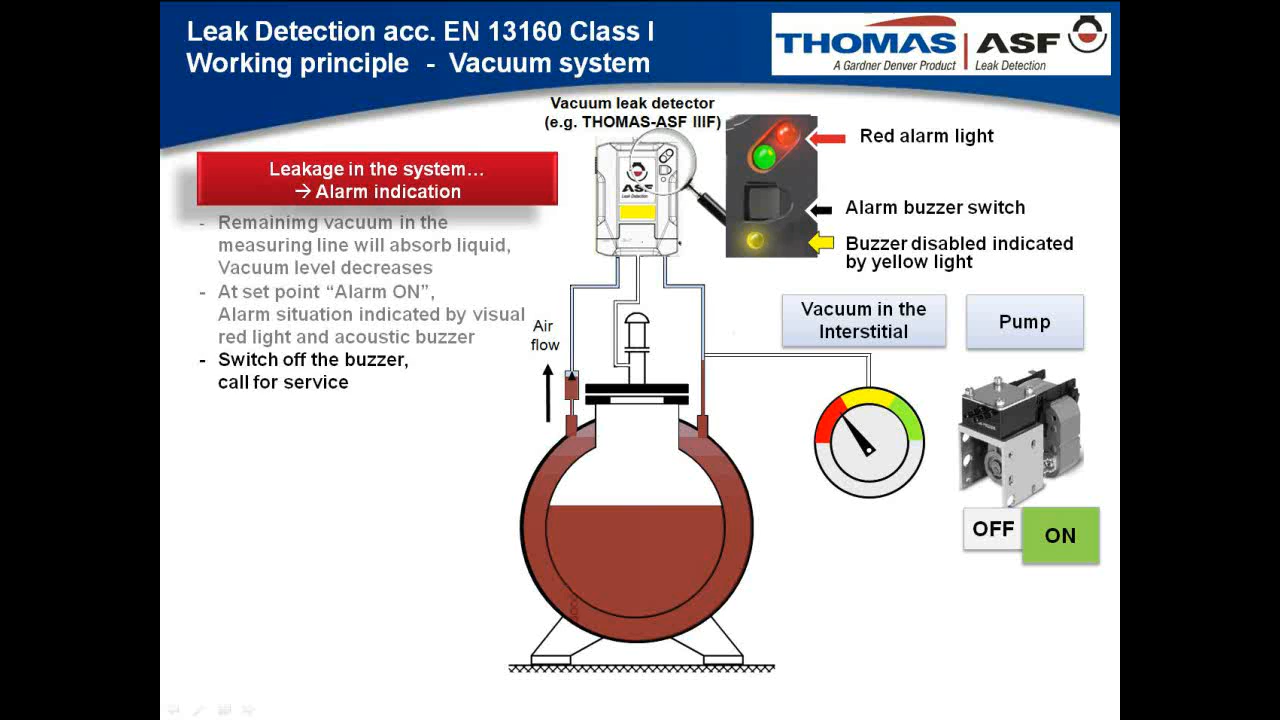 Leak Detection acc. EN 13160 Class I
Working principle - Vacuum system
THOMAS ASF
A Gardner Denver Product Leak Detection
Vacuum leak detector
(e.g. THOMAS-ASF IIIF)
Red alarm light
Alarm buzzer switch
Buzzer disabled indicated
by yellow light
ASF
Leak Detection
Leakage in the system...
→ Alarm indication
- Remainimg vacuum in the
measuring line will absorb liquid,
Vacuum level decreases
- At set point “Alarm ON”,
Alarm situation indicated by visual
red light and acoustic buzzer
- Switch off the buzzer,
call for service
Air
flow
Vacuum in the
Interstitial
Pump
OFF
ON